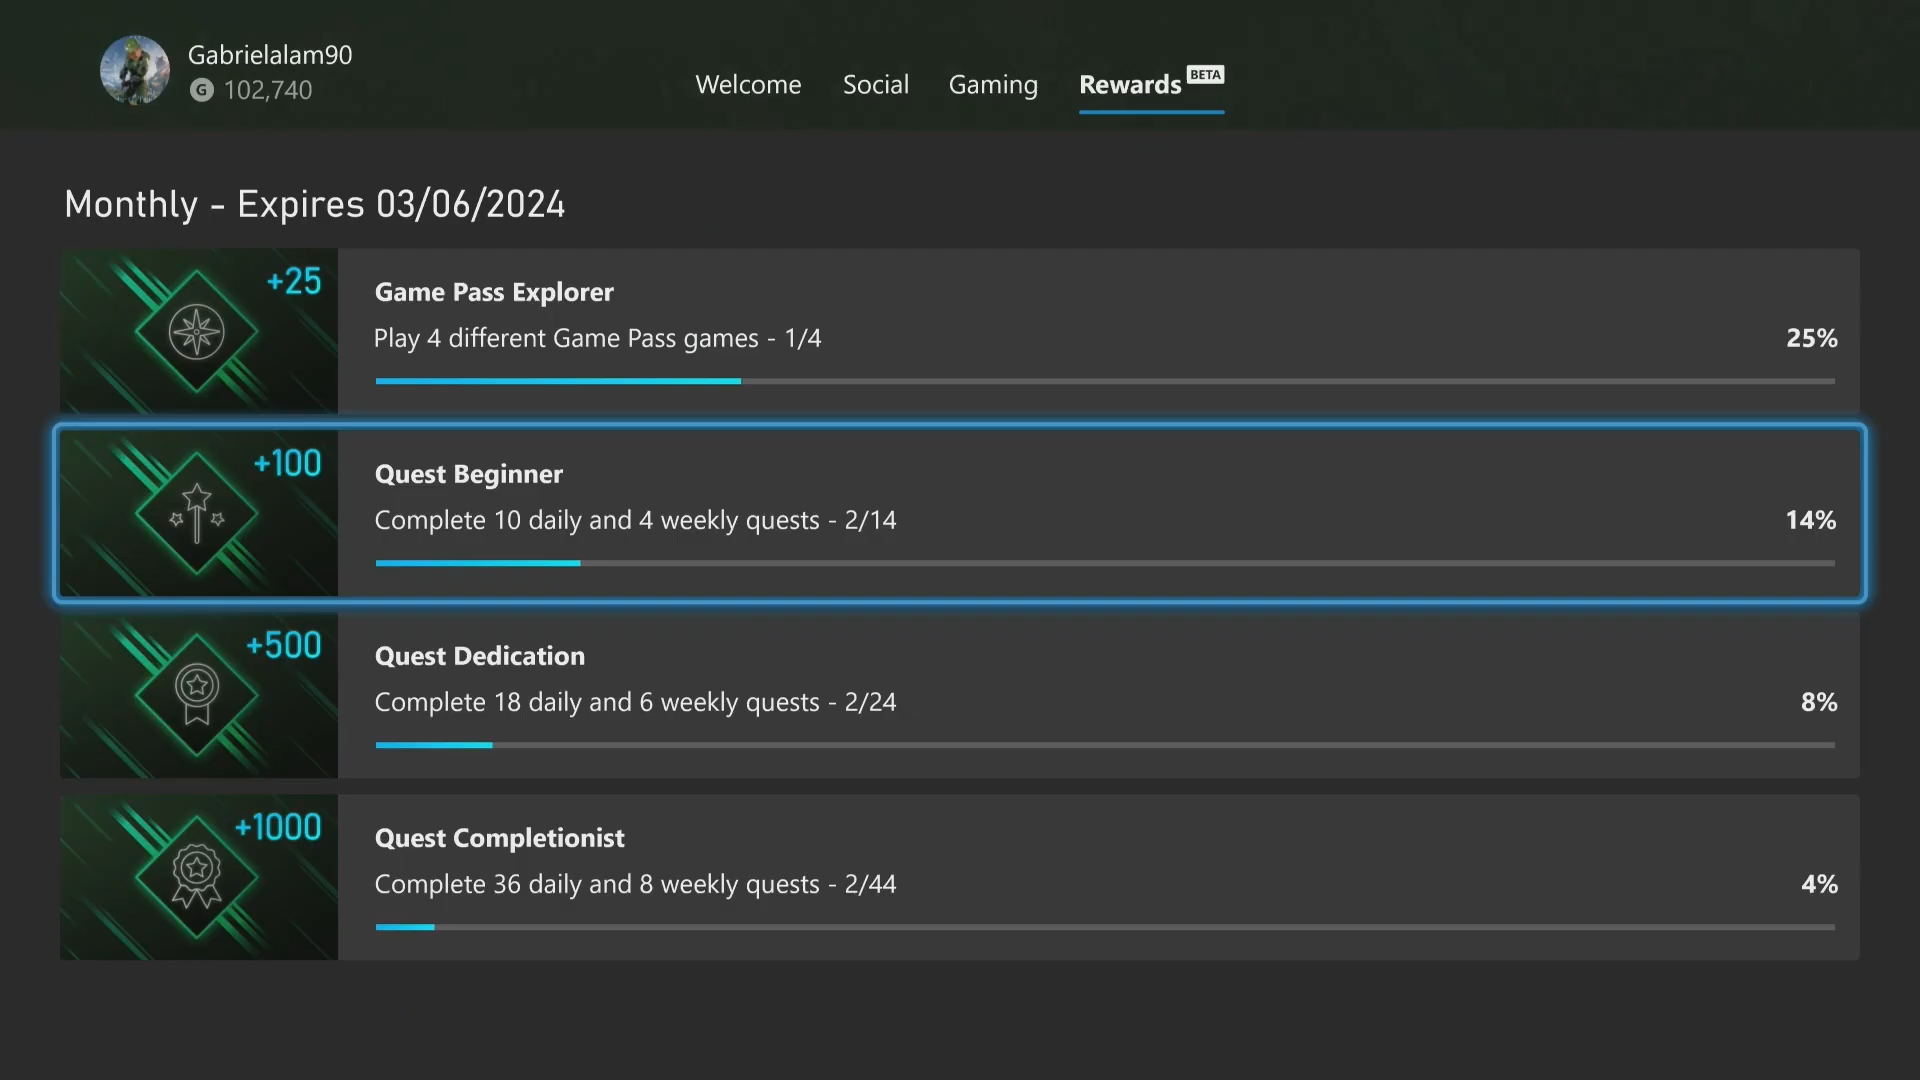 Gabrielalam90
G 102,740
Welcome Social Gaming Rewards BETA
Monthly - Expires 03/06/2024
+25
Game Pass Explorer
Play 4 different Game Pass games - 1/4
25%
+100
Quest Beginner
Complete 10 daily and 4 weekly quests - 2/14
14%
+500
Quest Dedication
Complete 18 daily and 6 weekly quests - 2/24
8%
+1000
Quest Completionist
Complete 36 daily and 8 weekly quests - 2/44
4%